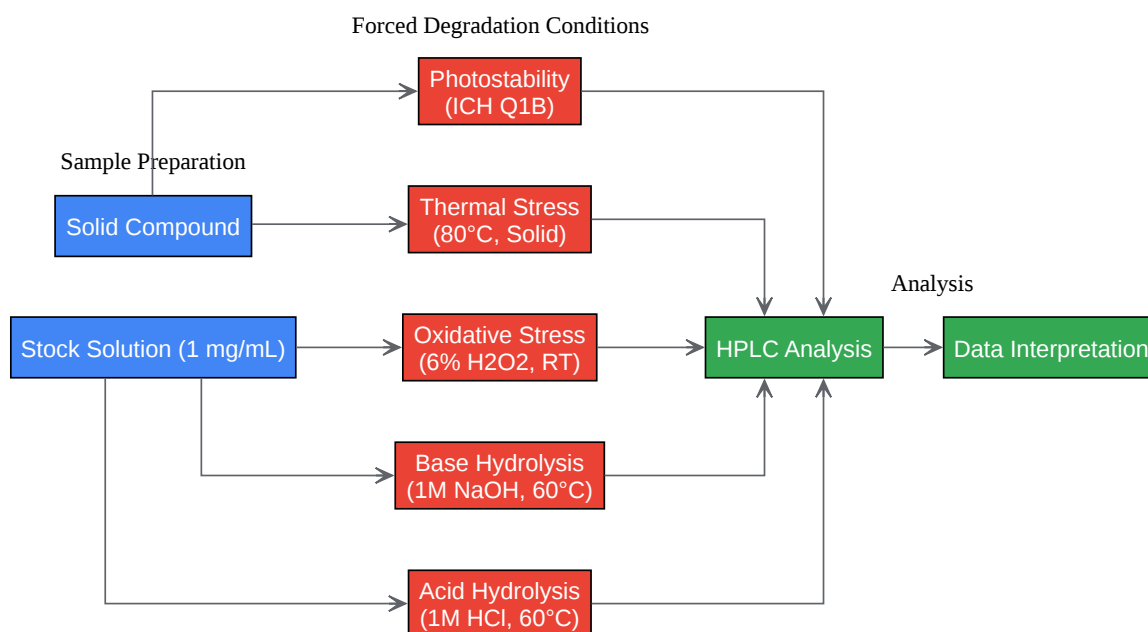 Forced Degradation Conditions
Photostability
(ICH Q1B)
Sample Preparation
Solid Compound
Thermal Stress
(80°C, Solid)
Analysis
Stock Solution (1 mg/mL)
Oxidative Stress
(6% H2O2, RT)
HPLC Analysis
Data Interpretation
Base Hydrolysis
(1M NaOH, 60°C)
Acid Hydrolysis
(1M HCl, 60°C)